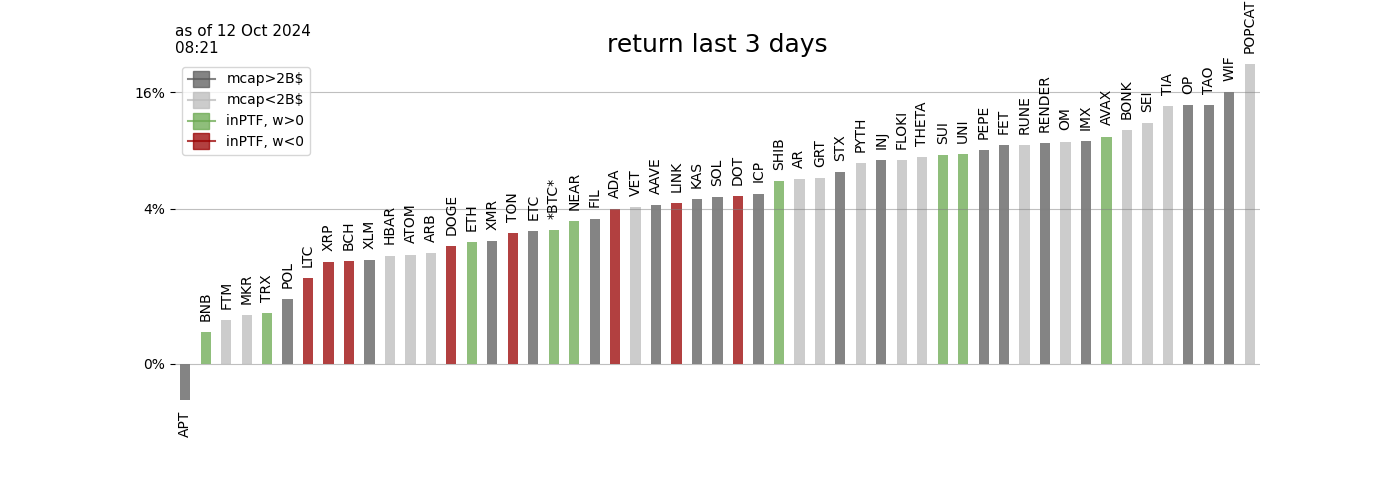 as of 12 Oct 2024
08:21
return last 3 days
mcap>2B$
mcap<2B$
inPTF, w>0
inPTF, w<0
16%
4%
0%
APT
BNB
FTM
MKR
TRX
POL
LTC
XRP
BCH
XLM
HBAR
ATOM
ARB
DOGE
ETH
XMR
TON
ETC
*BTC*
NEAR
FIL
ADA
VET
AAVE
LINK
KAS
SOL
DOT
ICP
SHIB
AR
GRT
STX
PYTH
INJ
FLOKI
THETA
SUI
UNI
PEPE
FET
RUNE
RENDER
OM
IMX
AVAX
BONK
SEI
TIA
OP
TAO
WIF
POPCAT